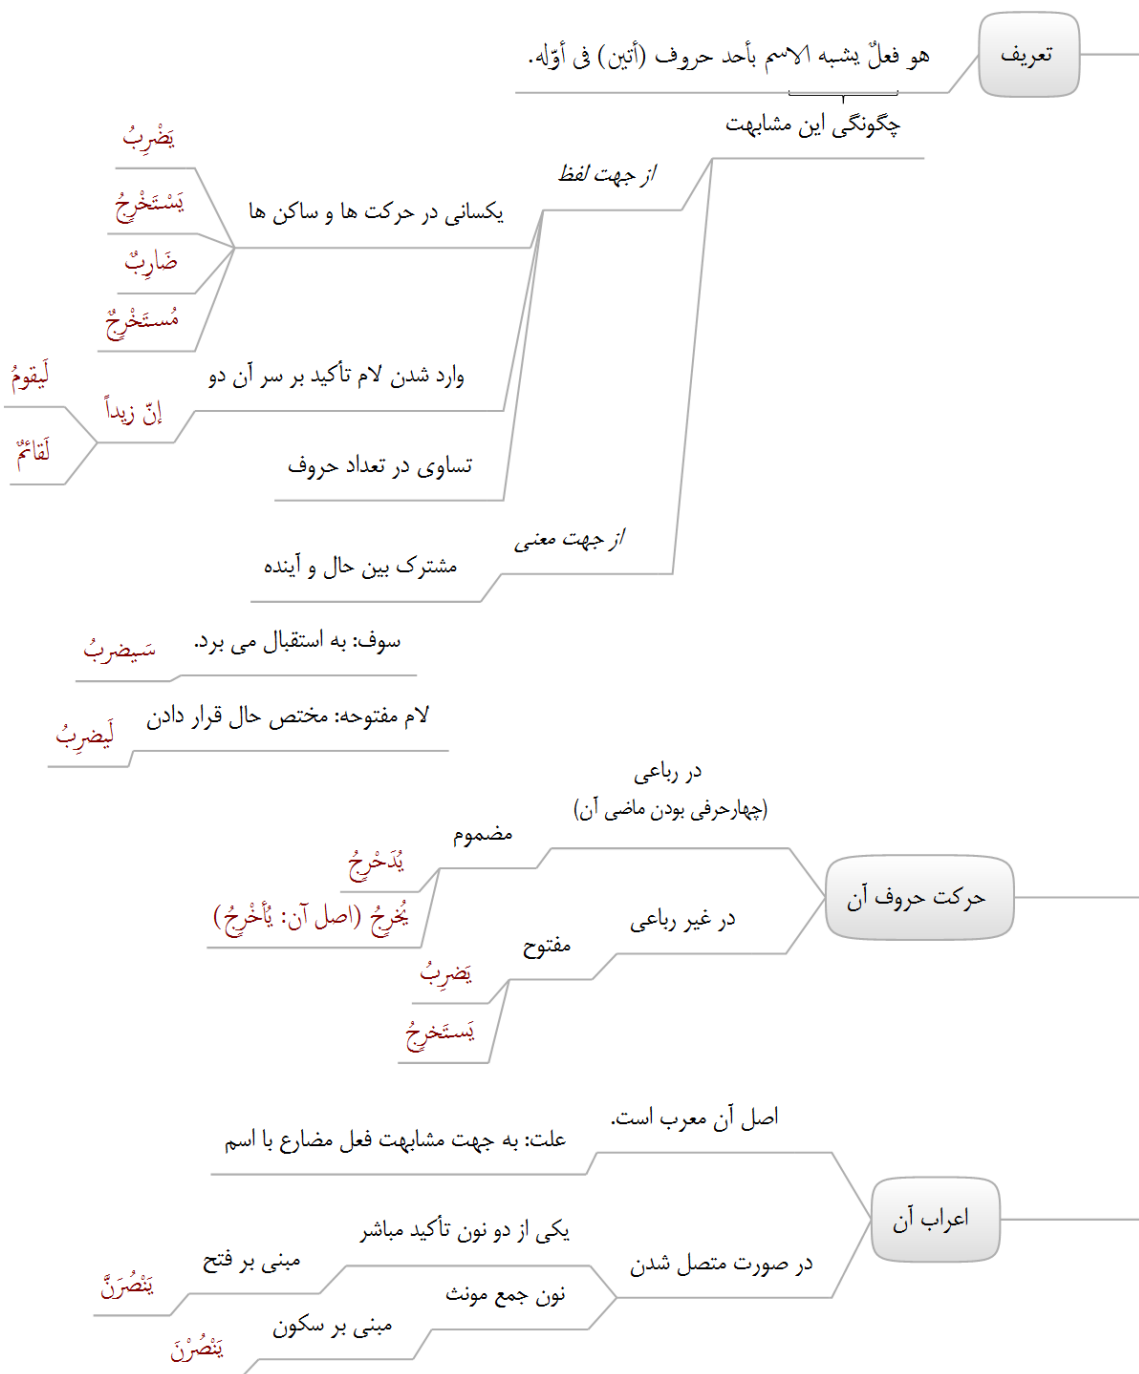 تعریف
هو فعلٌ یشبه الاسم بأحد حروف (أتین) فی أوّله.
چگونگی این مشابهت
از جهت لفظ
یکسانی در حرکت ها و ساکن ها
یَضْرِبُ
یَسْتَخْرِجُ
ضَارِبٌ
مُستَخْرِجٌ
وارد شدن لام تأکید بر سر آن دو
إنّ زیداً
لَیقومُ
لَقائمٌ
تساوی در تعداد حروف
از جهت معنی
مشترک بین حال و آینده
سوف: به استقبال می برد.
سَیضربُ
لام مفتوحه: مختص حال قرار دادن
لَیضرِبُ
حرکت حروف آن
در رباعی
(چهارحرفی بودن ماضی آن)
مضموم
یُدَحْرِجُ
یُخرِجُ (اصل آن: یُأَخْرِجُ)
در غیر رباعی
مفتوح
یَضرِبُ
یَستَخرِجُ
اعراب آن
اصل آن معرب است.
علت: به جهت مشابهت فعل مضارع با اسم
در صورت متصل شدن
یکی از دو نون تأکید مباشر
مبنی بر فتح
یَنْصُرَنَّ
نون جمع مونث
مبنی بر سکون
یَنْصُرْنَ